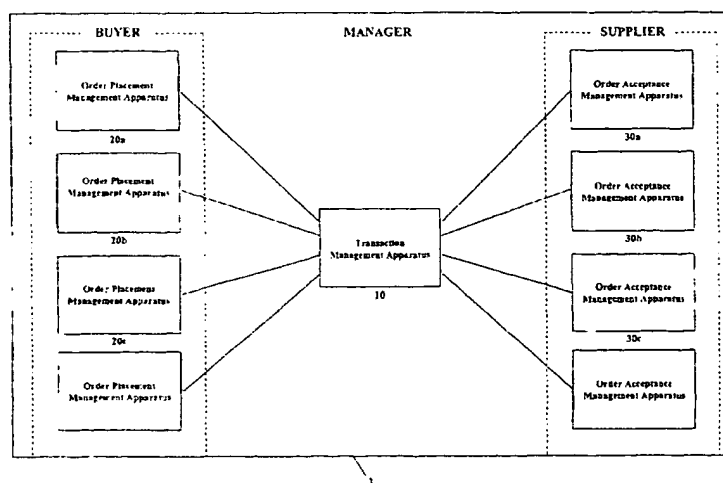 BUYER
MANAGER
SUPPLIER
Order Placement
Management Apparatus
20a
Order Placement
Management Apparatus
20b
Order Placement
Management Apparatus
20c
Order Placement
Management Apparatus
Transaction
Management Apparatus
10
Order Acceptance
Management Apparatus
30a
Order Acceptance
Management Apparatus
30b
Order Acceptance
Management Apparatus
30c
Order Acceptance
Management Apparatus